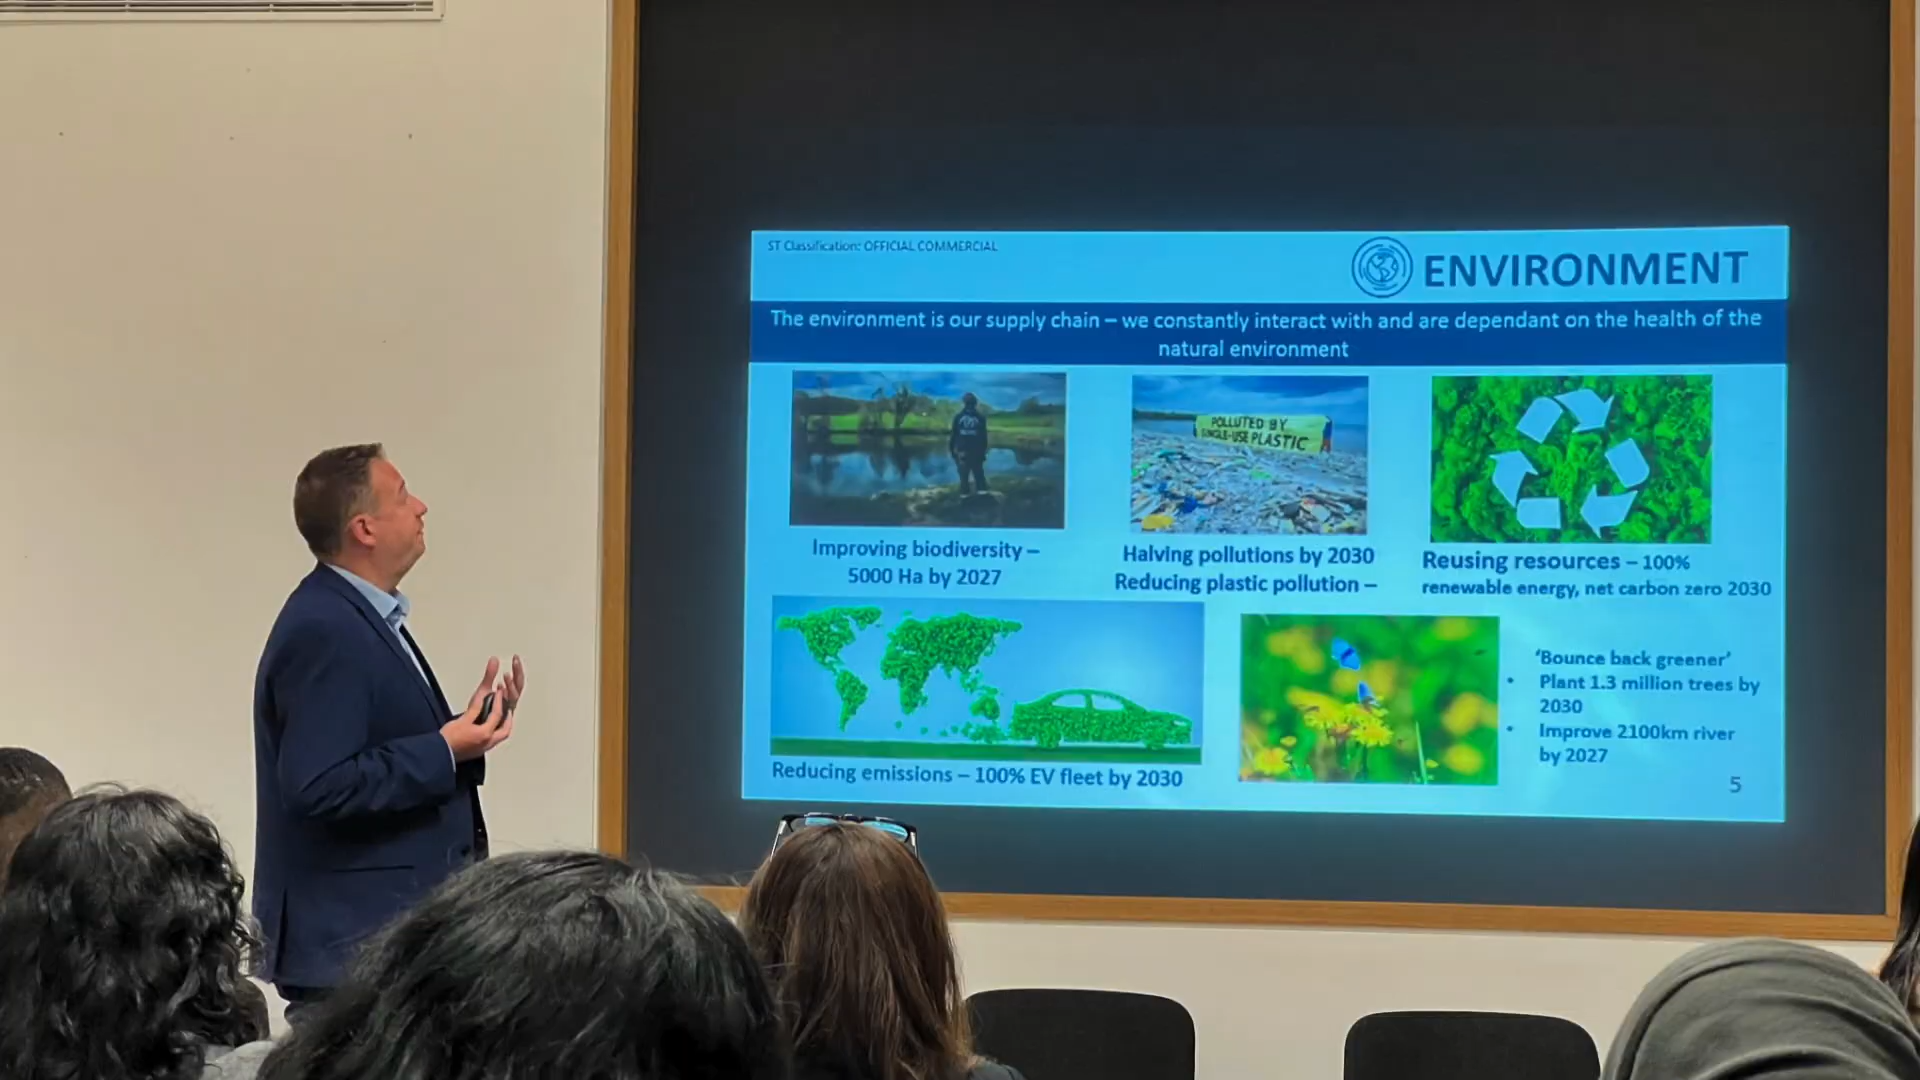 ST Classification: OFFICIAL COMMERCIAL
ENVIRONMENT
The environment is our supply chain – we constantly interact with and are dependant on the health of the
natural environment
POLLUTED BY
SINGLE-USE PLASTIC
Improving biodiversity –
5000 Ha by 2027
Halving pollutions by 2030
Reducing plastic pollution –
Reusing resources – 100%
renewable energy, net carbon zero 2030
Reducing emissions – 100% EV fleet by 2030
‘Bounce back greener’
• Plant 1.3 million trees by
2030
• Improve 2100km river
by 2027
5